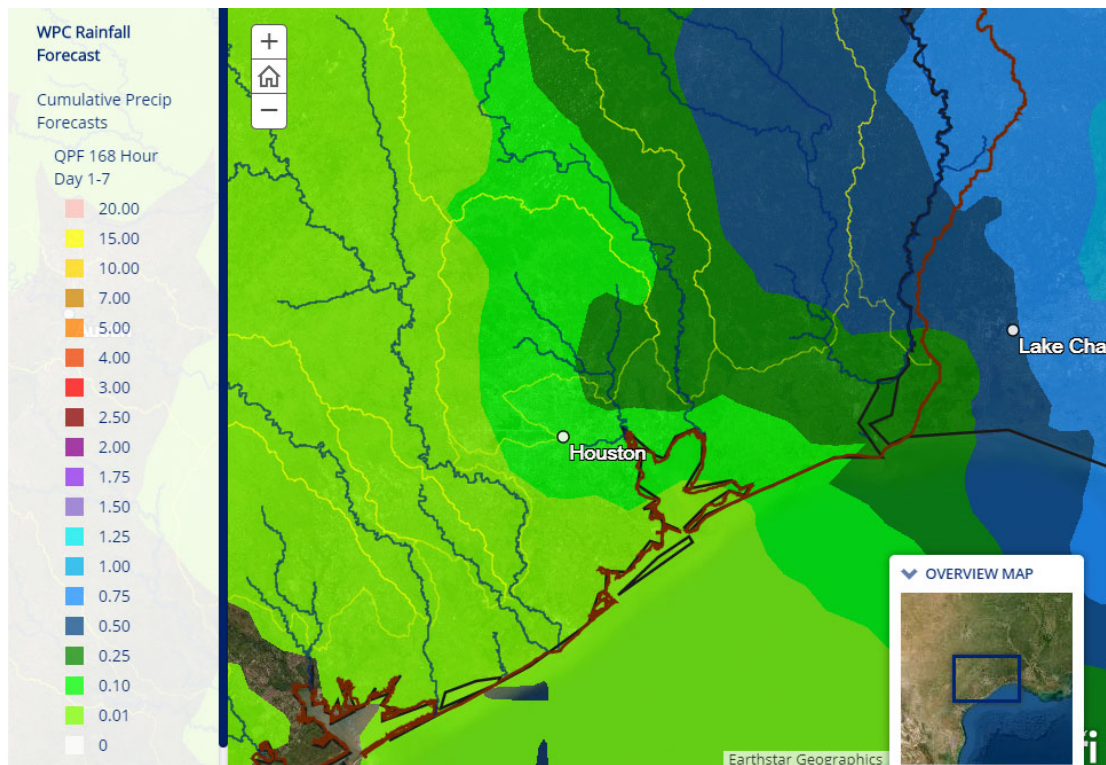 WPC Rainfall
Forecast
Cumulative Precip
Forecasts
QPF 168 Hour
Day 1-7
20.00
15.00
10.00
7.00
5.00
4.00
3.00
2.50
2.00
1.75
1.50
1.25
1.00
0.75
0.50
0.25
0.10
0.01
0
+
−
Lake Cha
Houston
OVERVIEW MAP
Earthstar Geographics